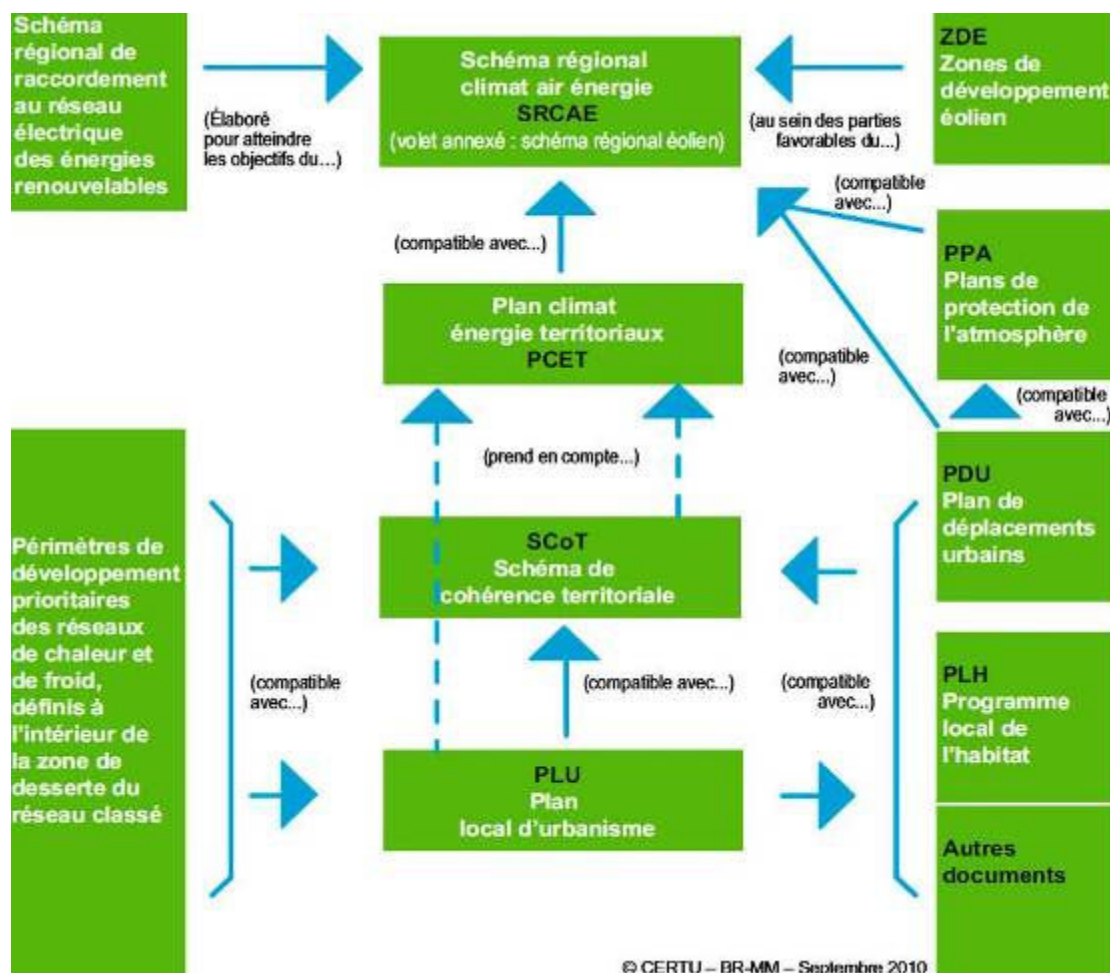 Schéma
régional de
raccordement
au réseau
électrique
des énergies
renouvelables
(Élaboré
pour atteindre
les objectifs du...)
Schéma régional
climat air énergie
SRCAE
(volet annexé : schéma régional éolien)
(au sein des parties
favorables du...)
ZDE
Zones de
développement
éolien
(compatible
avec...)
(compatible avec...)
PPA
Plans de
protection de
l'atmosphère
Plan climat
énergie territoriaux
PCET
(compatible
avec...)
(compatible
avec...)
(prend en compte...)
PDU
Plan de
déplacements
urbains
Périmètres de
développement
prioritaires
des réseaux
de chaleur et
de froid,
définis à
l'intérieur de
la zone de
desserte du
réseau classé
SCoT
Schéma de
cohérence territoriale
(compatible
avec...)
(compatible avec...)
(compatible
avec...)
PLH
Programme
local de
l'habitat
PLU
Plan
local d'urbanisme
Autres
documents
© CERTU – BR-MM – Septembre 2010